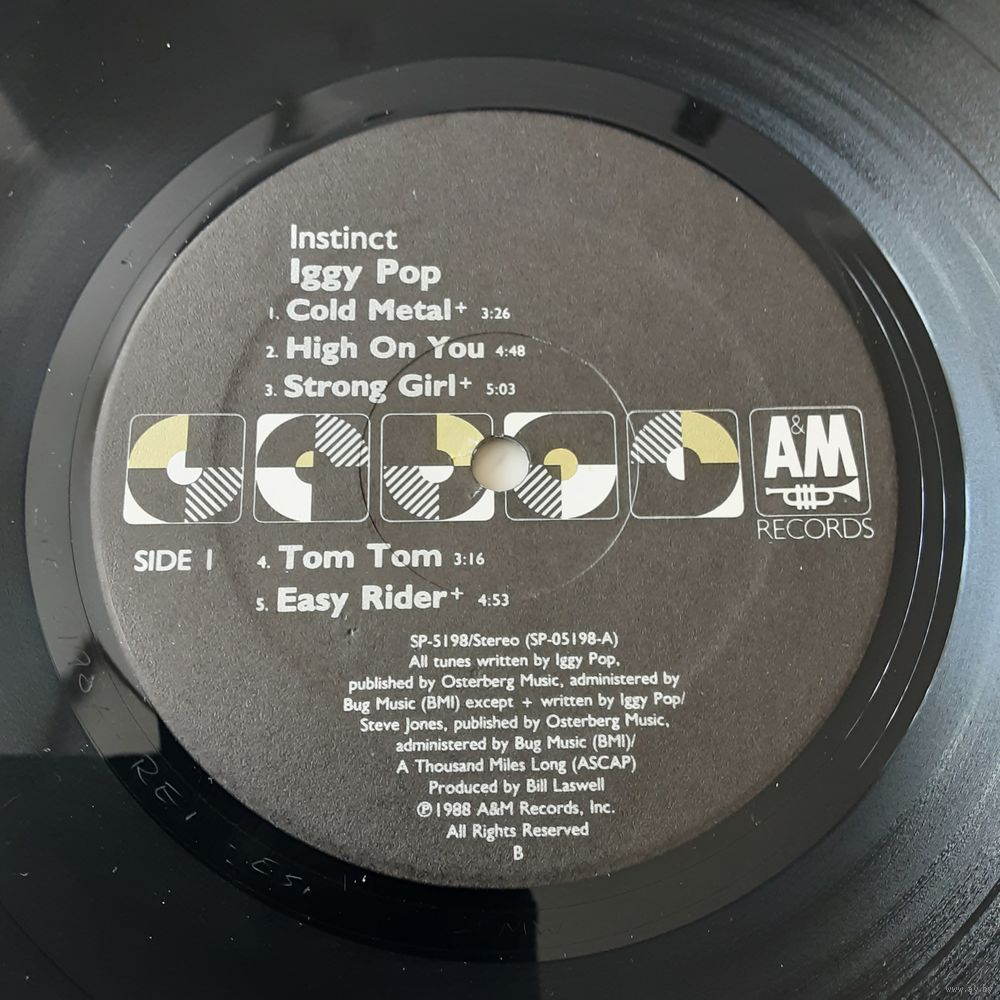 Instinct
Iggy Pop
1. Cold Metal+ 3:26
2. High On You 4:48
3. Strong Girl+ 5:03
A&M
RECORDS
SIDE 1
4. Tom Tom 3:16
5. Easy Rider+ 4:53
SP-5198/Stereo (SP-05198-A)
All tunes written by Iggy Pop,
published by Osterberg Music, administered by
Bug Music (BMI) except + written by Iggy Pop/
Steve Jones, published by Osterberg Music,
administered by Bug Music (BMI)/
A Thousand Miles Long (ASCAP)
Produced by Bill Laswell
℗1988 A&M Records, Inc.
All Rights Reserved
B